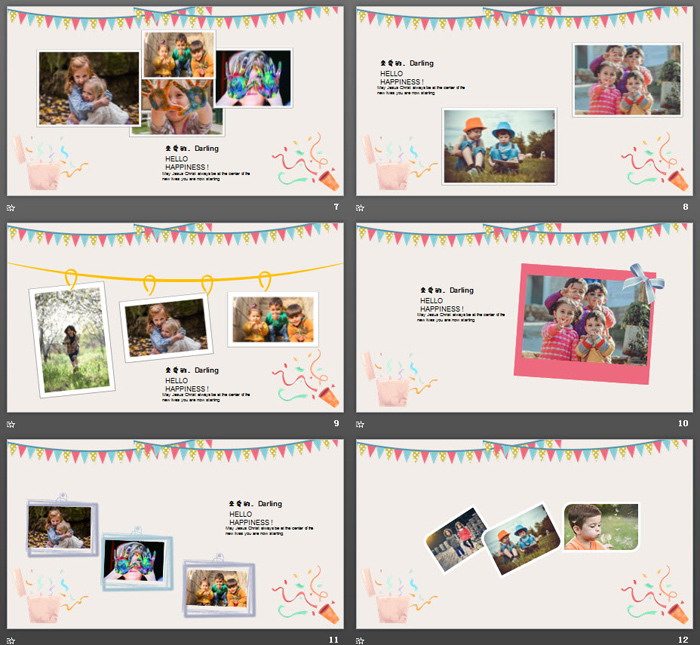 亲爱的，Darling
HELLO
HAPPINESS !
May Jesus Christ always be at the center of the
new lives you are now starting
7
亲爱的，Darling
HELLO
HAPPINESS !
May Jesus Christ always be at the center of the
new lives you are now starting
8
亲爱的，Darling
HELLO
HAPPINESS !
May Jesus Christ always be at the center of the
new lives you are now starting
9
亲爱的，Darling
HELLO
HAPPINESS !
May Jesus Christ always be at the center of the
new lives you are now starting
10
亲爱的，Darling
HELLO
HAPPINESS !
May Jesus Christ always be at the center of the
new lives you are now starting
11
12